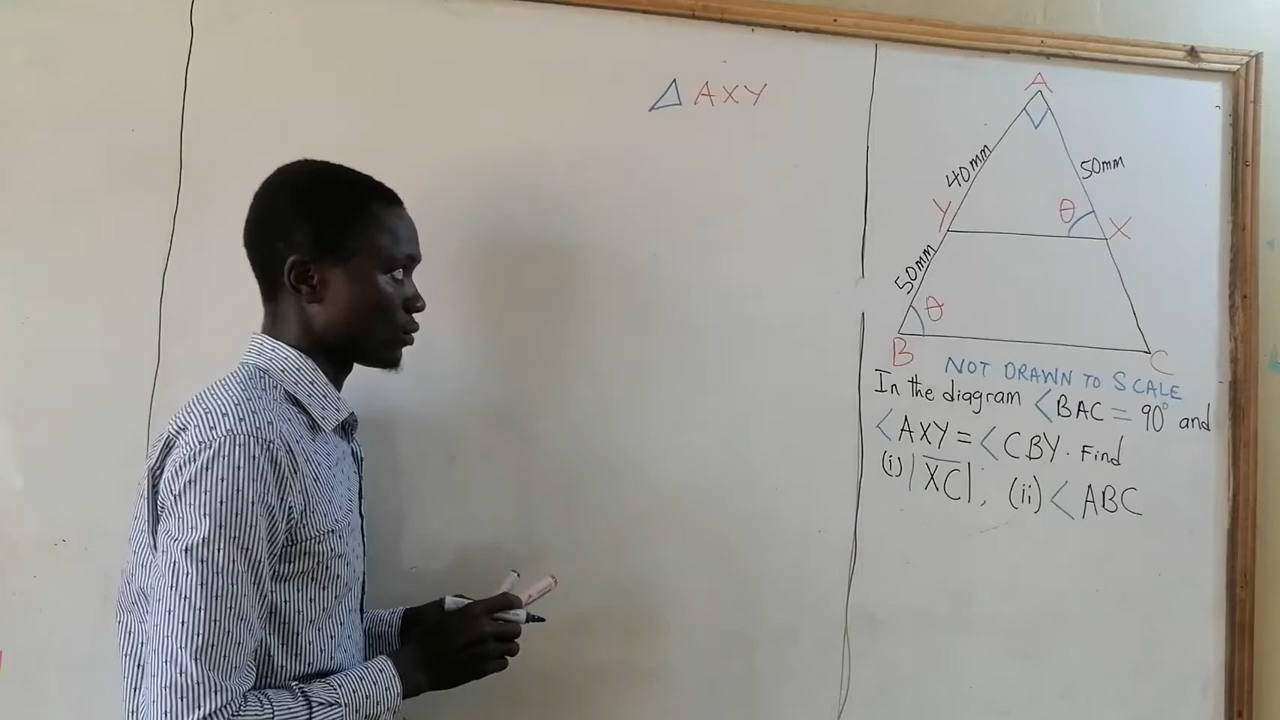 △ AXY
A
40mm
50mm
Y
θ
X
50mm
θ
B
C
NOT DRAWN TO SCALE
In the diagram <BAC = 90° and
<AXY = <CBY. Find
(i) |XC|, (ii) <ABC